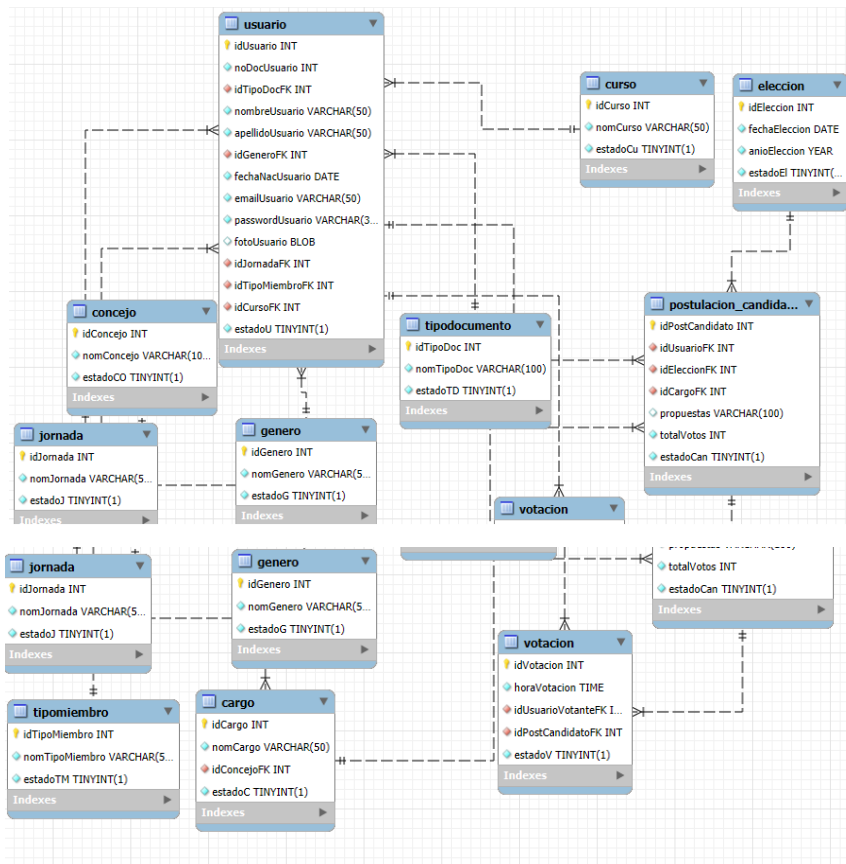 usuario
idUsuario INT
noDocUsuario INT
idTipoDocFK INT
nombreUsuario VARCHAR(50)
apellidoUsuario VARCHAR(50)
idGeneroFK INT
fechaNacUsuario DATE
emailUsuario VARCHAR(50)
passwordUsuario VARCHAR(3...
fotoUsuario BLOB
idJornadaFK INT
idTipoMiembroFK INT
idCursoFK INT
estadoU TINYINT(1)
Indexes
curso
idCurso INT
nomCurso VARCHAR(50)
estadoCu TINYINT(1)
Indexes
eleccion
idEleccion INT
fechaEleccion DATE
anioEleccion YEAR
estadoEl TINYINT(...
Indexes
concejo
idConcejo INT
nomConcejo VARCHAR(10...
estadoCO TINYINT(1)
Indexes
tipodocumento
idTipoDoc INT
nomTipoDoc VARCHAR(100)
estadoTD TINYINT(1)
Indexes
postulacion_candida...
idPostCandidato INT
idUsuarioFK INT
idEleccionFK INT
idCargoFK INT
propuestas VARCHAR(100)
totalVotos INT
estadoCan TINYINT(1)
Indexes
jornada
idJornada INT
nomJornada VARCHAR(5...
estadoJ TINYINT(1)
Indexes
genero
idGenero INT
nomGenero VARCHAR(5...
estadoG TINYINT(1)
Indexes
votacion
jornada
idJornada INT
nomJornada VARCHAR(5...
estadoJ TINYINT(1)
Indexes
genero
idGenero INT
nomGenero VARCHAR(5...
estadoG TINYINT(1)
Indexes
totalVotos INT
estadoCan TINYINT(1)
Indexes
votacion
idVotacion INT
horaVotacion TIME
idUsuarioVotanteFK I...
idPostCandidatoFK INT
estadoV TINYINT(1)
Indexes
tipomiembro
idTipoMiembro INT
nomTipoMiembro VARCHAR(5...
estadoTM TINYINT(1)
Indexes
cargo
idCargo INT
nomCargo VARCHAR(50)
idConcejoFK INT
estadoC TINYINT(1)
Indexes